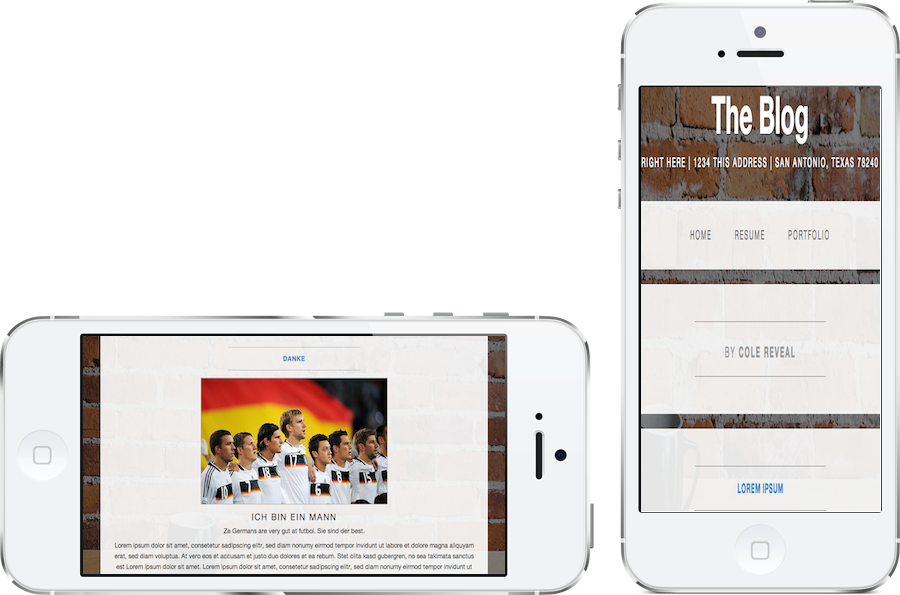 The Blog
RIGHT HERE | 1234 THIS ADDRESS | SAN ANTONIO, TEXAS 78240
HOME RESUME PORTFOLIO
BY COLE REVEAL
LOREM IPSUM
DANKE
17
18
10
6
15
ICH BIN EIN MANN
Ze Germans are very gut at futbol. Sie sind der best.
Lorem ipsum dolor sit amet, consetetur sadipscing elitr, sed diam nonumy eirmod tempor invidunt ut labore et dolore magna aliquyam
erat, sed diam voluptua. At vero eos et accusam et justo duo dolores et ea rebum. Stet clita kasd gubergren, no sea takimata sanctus
est Lorem ipsum dolor sit amet. Lorem ipsum dolor sit amet, consetetur sadipscing elitr, sed diam nonumy eirmod tempor invidunt ut